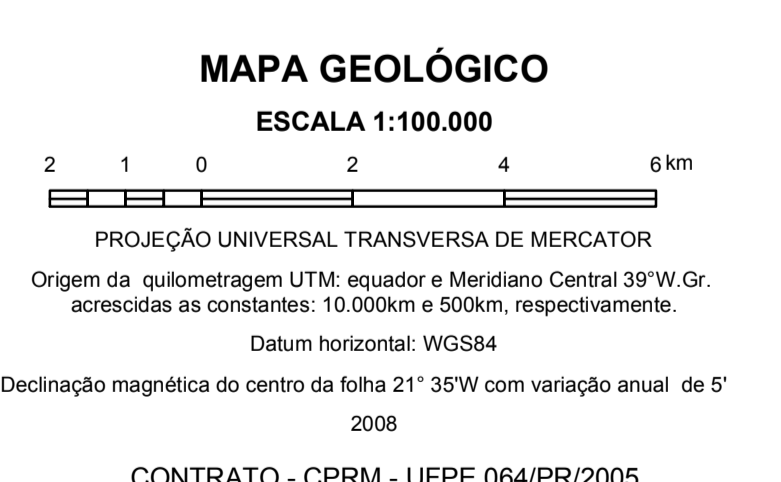 MAPA GEOLÓGICO
ESCALA 1:100.000
2 1 0 2 4 6 km
PROJEÇÃO UNIVERSAL TRANSVERSA DE MERCATOR
Origem da quilometragem UTM: equador e Meridiano Central 39°W.Gr.
acrescidas as constantes: 10.000km e 500km, respectivamente.
Datum horizontal: WGS84
Declinação magnética do centro da folha 21° 35'W com variação anual de 5'
2008
CONTRATO - CPRM - UFPE 064/PR/2005